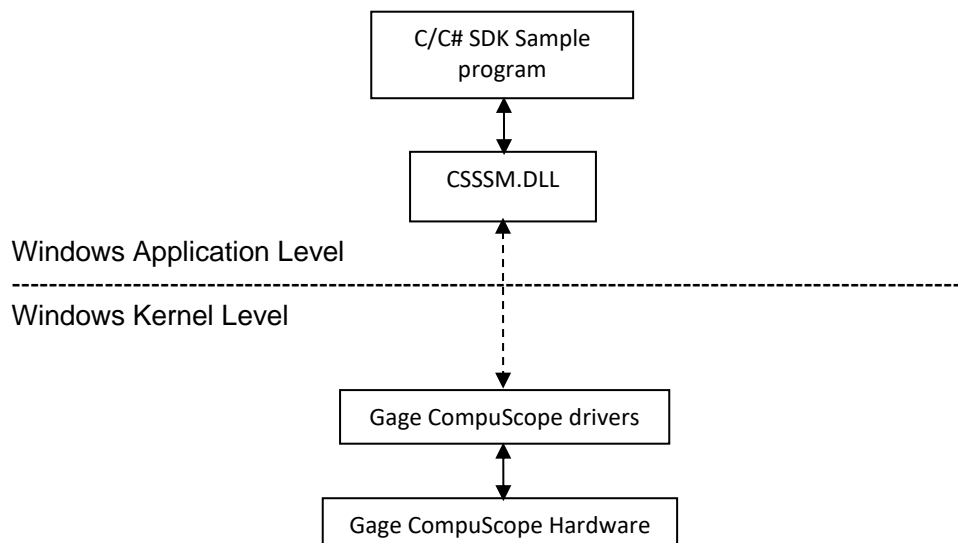 C/C# SDK Sample
program
CSSSM.DLL
Windows Application Level
Windows Kernel Level
Gage CompuScope drivers
Gage CompuScope Hardware